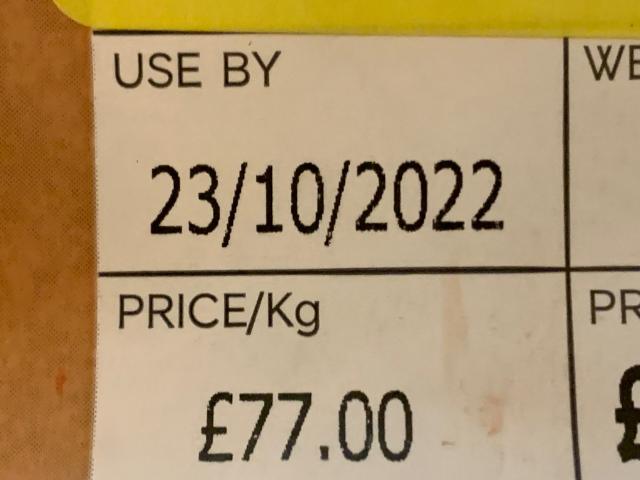 USE BY
23/10/2022
PRICE/Kg
£77.00
£